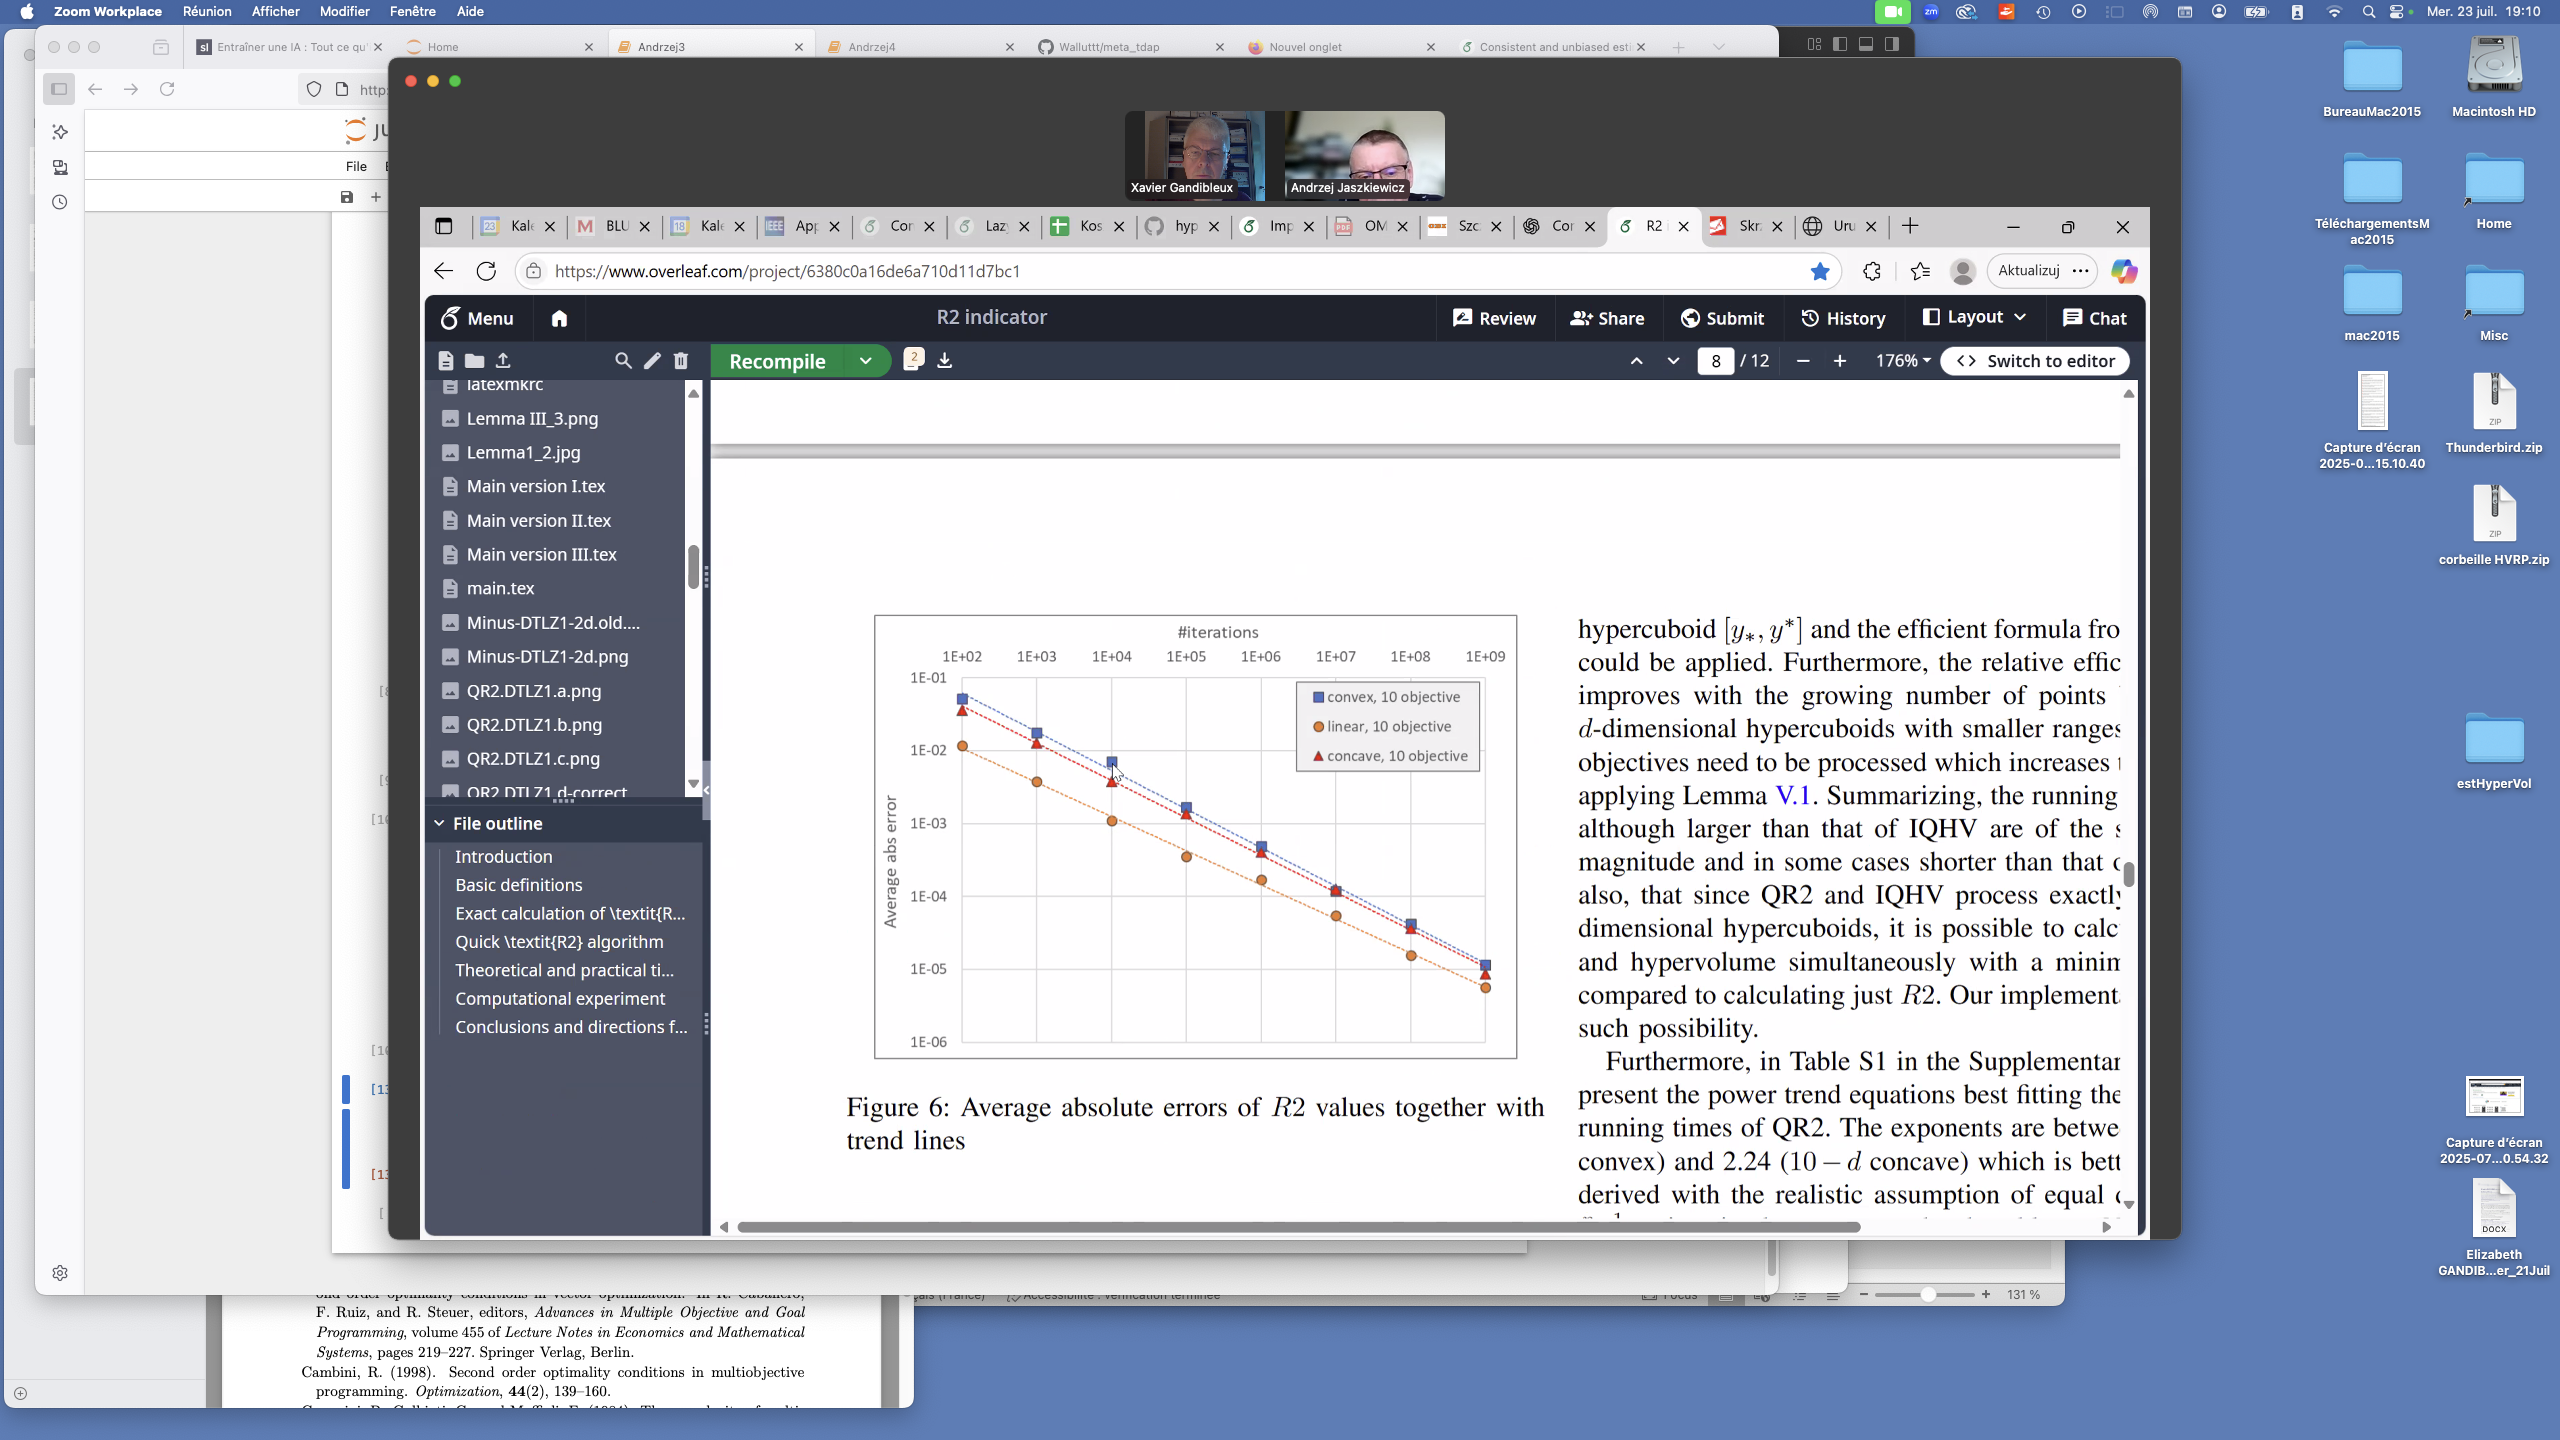 Zoom Workplace Réunion Afficher Modifier Fenêtre Aide
Mer. 23 juil. 19:10
Entraîner une IA : Tout ce qu'
Home
Andrzej3
Andrzej4
Walluttt/meta_tdap
Nouvel onglet
Consistent and unbiased esti
http:
File
Xavier Gandibleux
Andrzej Jaszkiewicz
Kale
BLU
Kale
App
Cor
Laz
Kos
hyp
Imp
OM
Szc
Cor
R2 i
Skr
Uru
https://www.overleaf.com/project/6380c0a16de6a710d11d7bc1
Aktualizuj
Menu
R2 indicator
Review
Share
Submit
History
Layout
Chat
Recompile
2
8 / 12
176%
Switch to editor
latexmkrc
Lemma III_3.png
Lemma1_2.jpg
Main version I.tex
Main version II.tex
Main version III.tex
main.tex
Minus-DTLZ1-2d.old....
Minus-DTLZ1-2d.png
QR2.DTLZ1.a.png
QR2.DTLZ1.b.png
QR2.DTLZ1.c.png
QR2.DTLZ1.d-correct
File outline
Introduction
Basic definitions
Exact calculation of \textit{R...
Quick \textit{R2} algorithm
Theoretical and practical ti...
Computational experiment
Conclusions and directions f...
#iterations
1E+02 1E+03 1E+04 1E+05 1E+06 1E+07 1E+08 1E+09
1E-01
1E-02
1E-03
1E-04
1E-05
1E-06
Average abs error
convex, 10 objective
linear, 10 objective
concave, 10 objective
Figure 6: Average absolute errors of R2 values together with
trend lines
hypercuboid [y∗, y*] and the efficient formula fro
could be applied. Furthermore, the relative effic
improves with the growing number of points
d-dimensional hypercuboids with smaller ranges
objectives need to be processed which increases
applying Lemma V.1. Summarizing, the running
although larger than that of IQHV are of the s
magnitude and in some cases shorter than that
also, that since QR2 and IQHV process exactly
dimensional hypercuboids, it is possible to calc
and hypervolume simultaneously with a minim
compared to calculating just R2. Our implement
such possibility.
Furthermore, in Table S1 in the Supplementar
present the power trend equations best fitting the
running times of QR2. The exponents are betwe
convex) and 2.24 (10 − d concave) which is bett
derived with the realistic assumption of equal
131 %
F. Ruiz, and R. Steuer, editors, Advances in Multiple Objective and Goal
Programming, volume 455 of Lecture Notes in Economics and Mathematical
Systems, pages 219–227. Springer Verlag, Berlin.
Cambini, R. (1998). Second order optimality conditions in multiobjective
programming. Optimization, 44(2), 139–160.
BureauMac2015
Macintosh HD
TéléchargementsM
ac2015
Home
mac2015
Misc
Capture d'écran
2025-0...15.10.40
ZIP
Thunderbird.zip
ZIP
corbeille HVRP.zip
estHyperVol
Capture d'écran
2025-07...0.54.32
DOCX
Elizabeth
GANDIB...er_21Juil